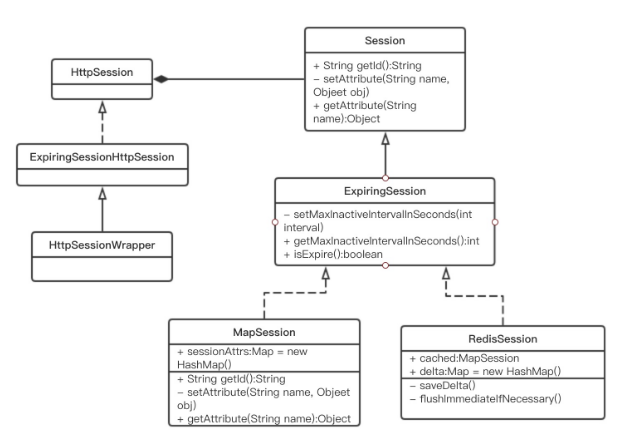 Session
+ String getId():String
– setAttribute(String name,
Objeet obj)
+ getAttribute(String
name):Object
HttpSession
ExpiringSessionHttpSession
HttpSessionWrapper
ExpiringSession
– setMaxInactiveIntervalInSeconds(int
interval)
+ getMaxInactiveIntervalInSeconds():int
+ isExpire():boolean
MapSession
+ sessionAttrs:Map = new
HashMap()
+ String getId():String
– setAttribute(String name, Objeet
obj)
+ getAttribute(String name):Object
RedisSession
+ cached:MapSession
+ delta:Map = new HashMap()
– saveDelta()
– flushImmediateIfNecessary()